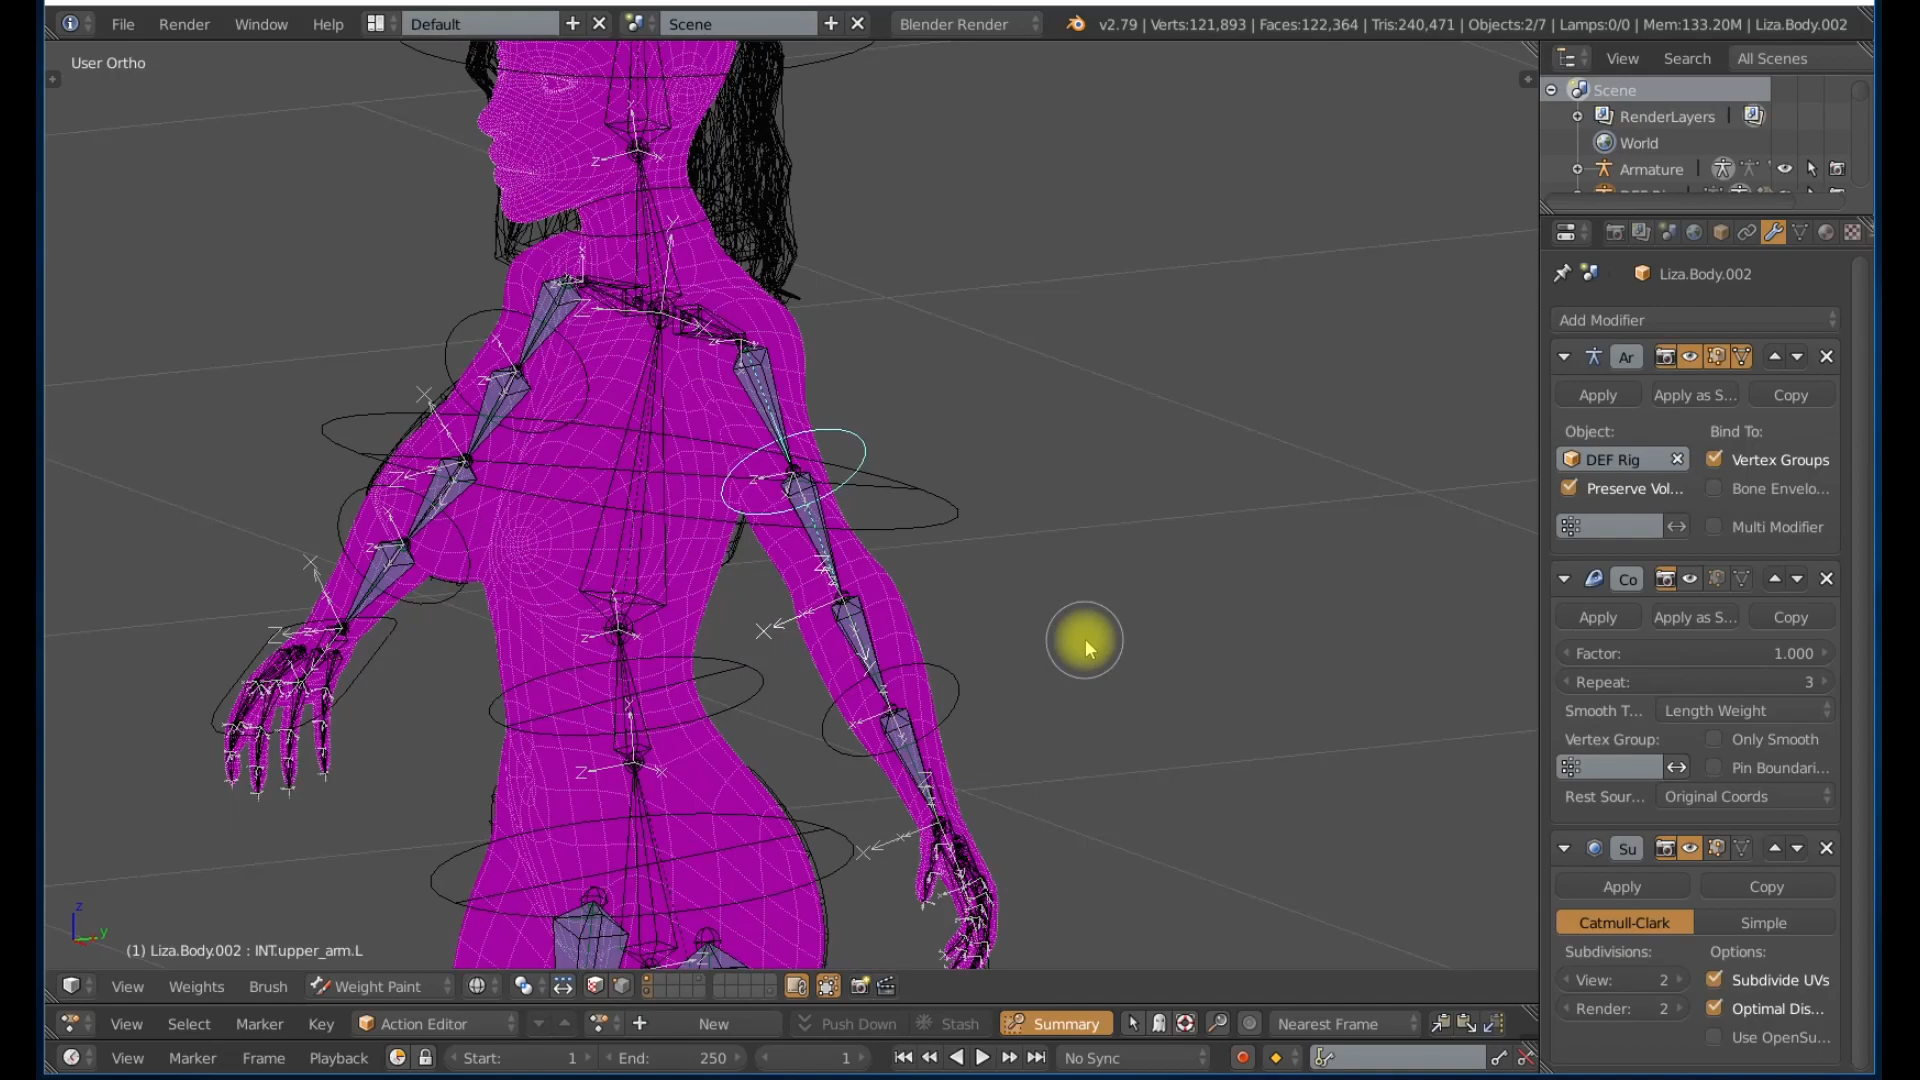 File Render Window Help Default Scene Blender Render v2.79 | Verts:121,893 | Faces:122,364 | Tris:240,471 | Objects:2/7 | Lamps:0/0 | Mem:133.20M | Liza.Body.002
User Ortho
View Search All Scenes
Scene
RenderLayers
World
Armature
Liza.Body.002
Add Modifier
Ar
Apply Apply as S... Copy
Object: Bind To:
DEF Rig Vertex Groups
Preserve Vol... Bone Envelo...
Multi Modifier
Co
Apply Apply as S... Copy
Factor: 1.000
Repeat: 3
Smooth T... Length Weight
Vertex Group: Only Smooth
Pin Boundari...
Rest Sour... Original Coords
Su
Apply Copy
Catmull-Clark Simple
Subdivisions: Options:
View: 2 Subdivide UVs
Render: 2 Optimal Dis...
Use OpenSu...
z
y
(1) Liza.Body.002 : INT.upper_arm.L
View Weights Brush Weight Paint
View Select Marker Key Action Editor New Push Down Stash Summary Nearest Frame
View Marker Frame Playback Start: 1 End: 250 1 No Sync